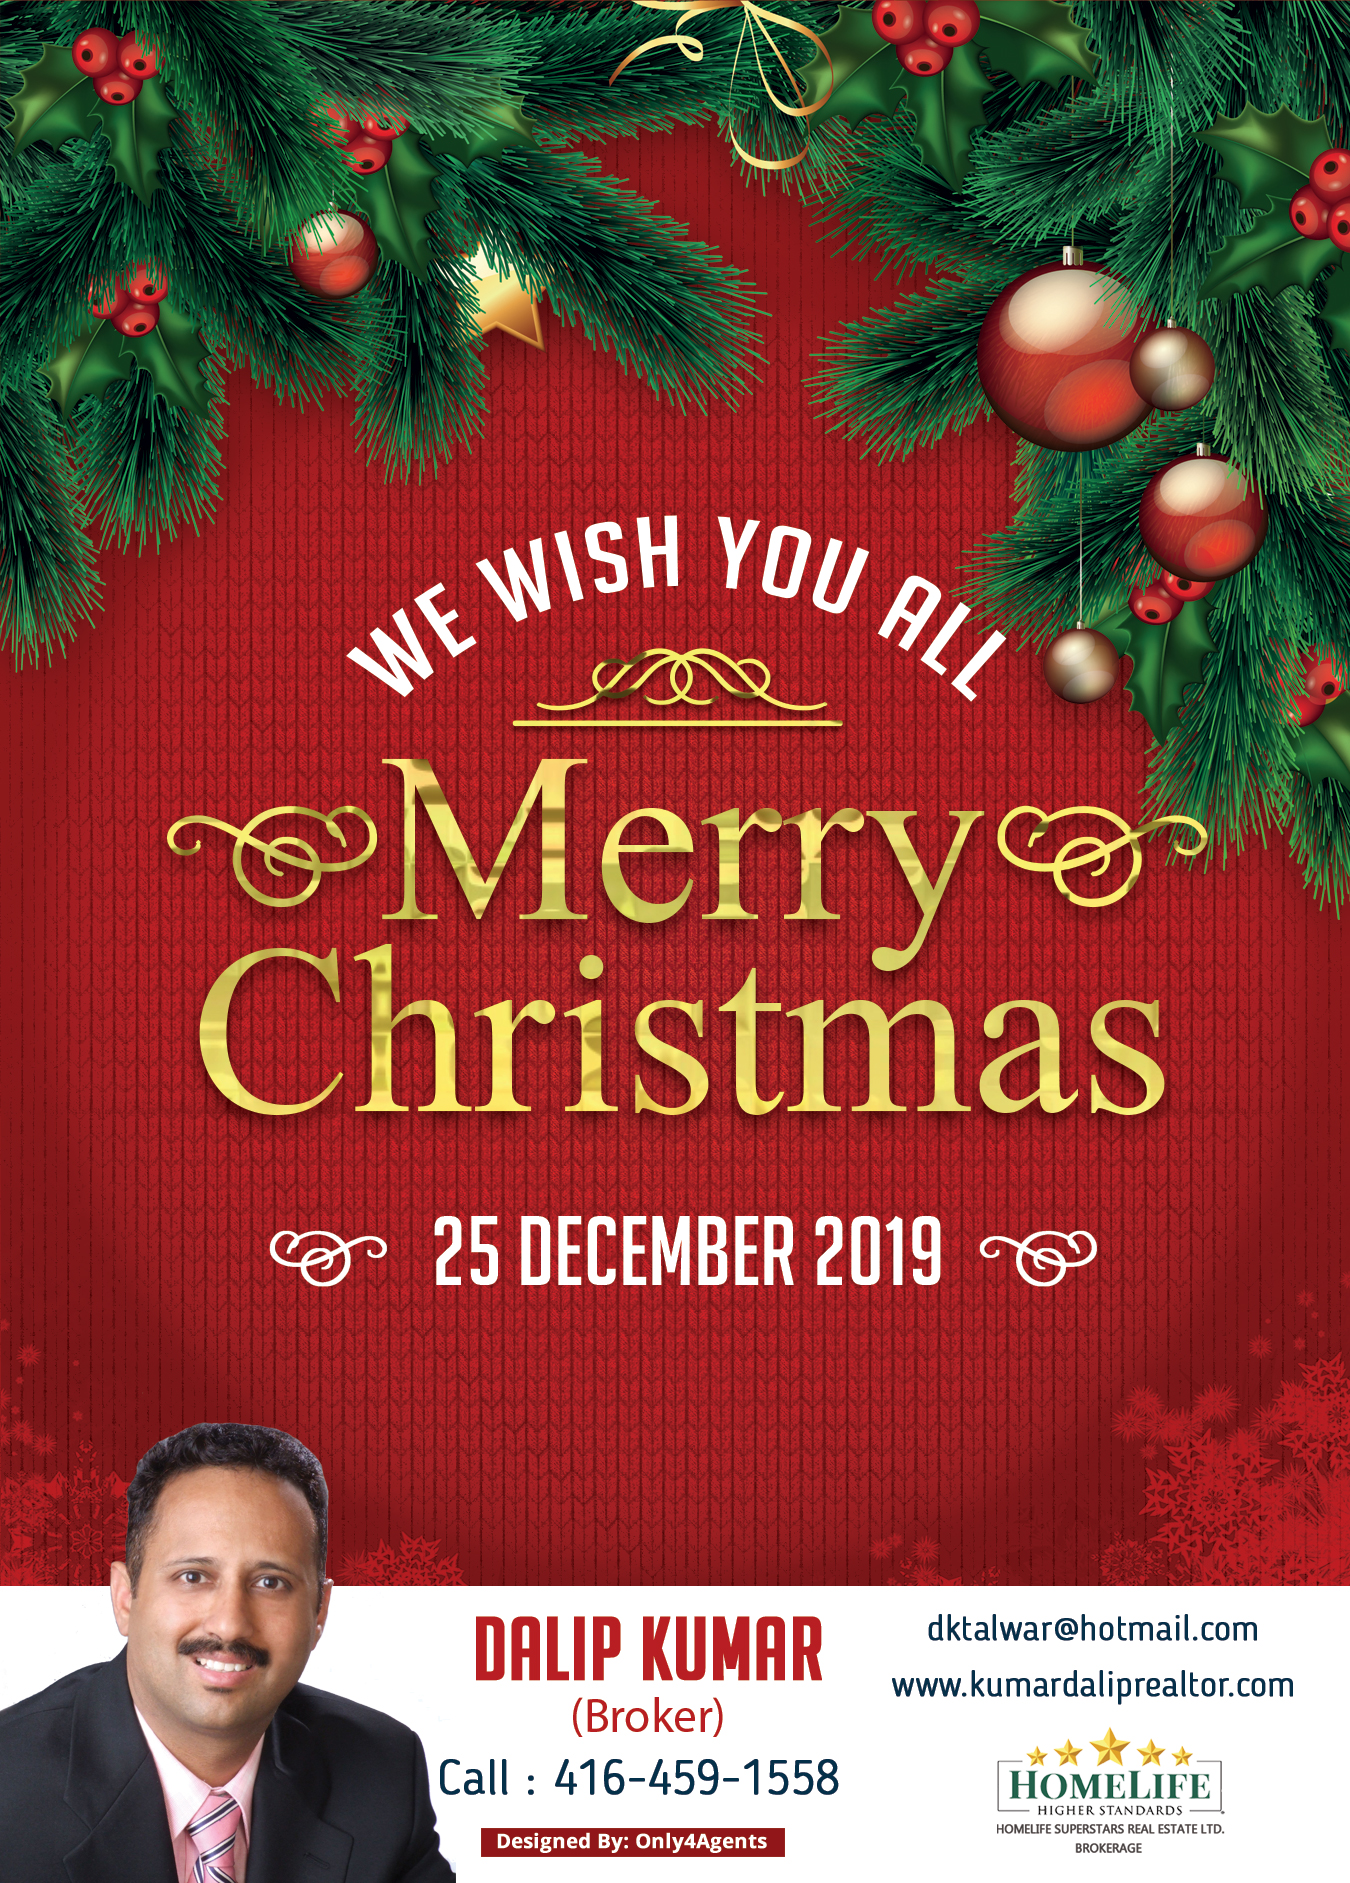 WE WISH YOU ALL
Merry
Christmas
25 DECEMBER 2019
DALIP KUMAR
(Broker)
Call : 416-459-1558
Designed By: Only4Agents
dktalwar@hotmail.com
www.kumardaliprealtor.com
HOMELIFE
HIGHER STANDARDS
HOMELIFE SUPERSTARS REAL ESTATE LTD.
BROKERAGE